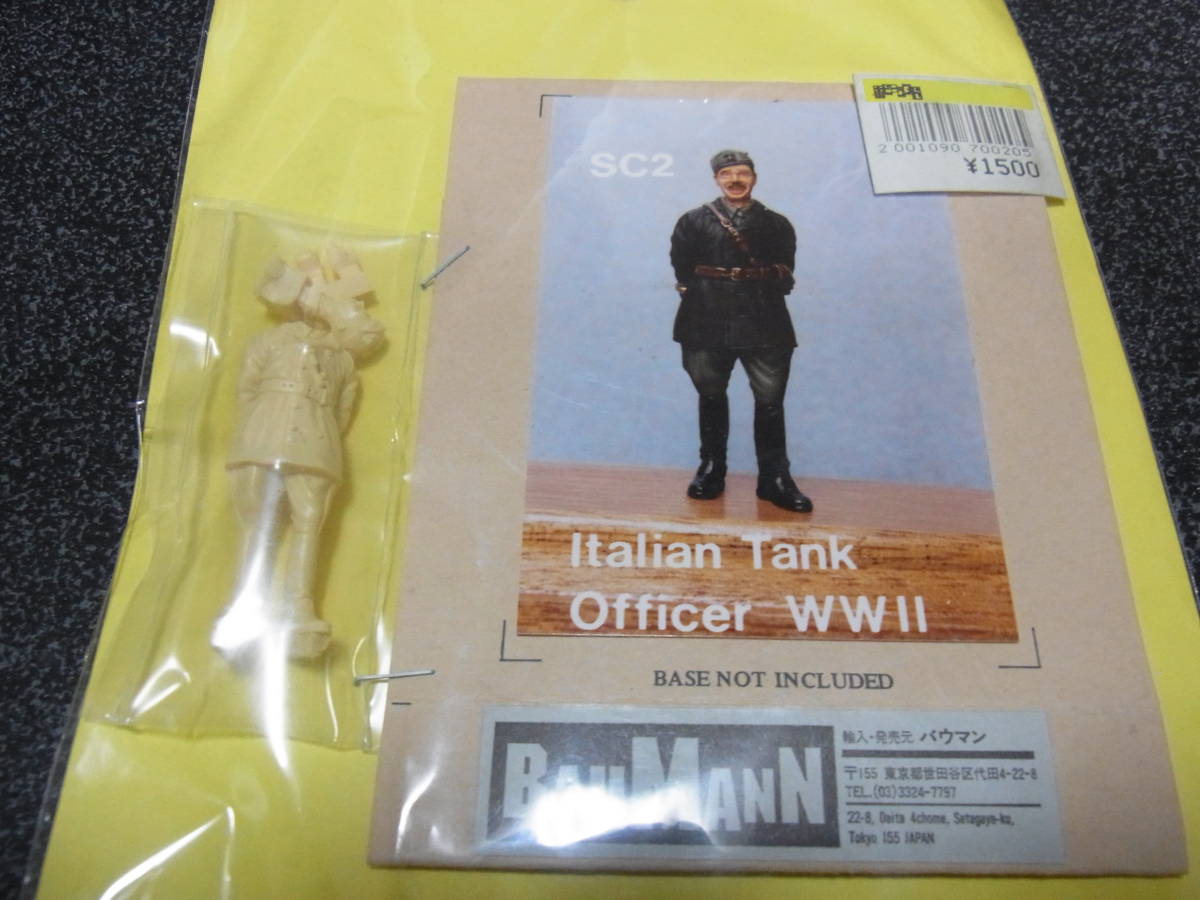 2 001090 700205
¥1500
SC2
Italian Tank
Officer WWII
BASE NOT INCLUDED
BAUMANN
輸入・発売元 バウマン
〒155 東京都世田谷区代田4-22-8
TEL.(03)3324-7797
22-8, Daita 4chome, Setagaya-ku,
Tokyo 155 JAPAN